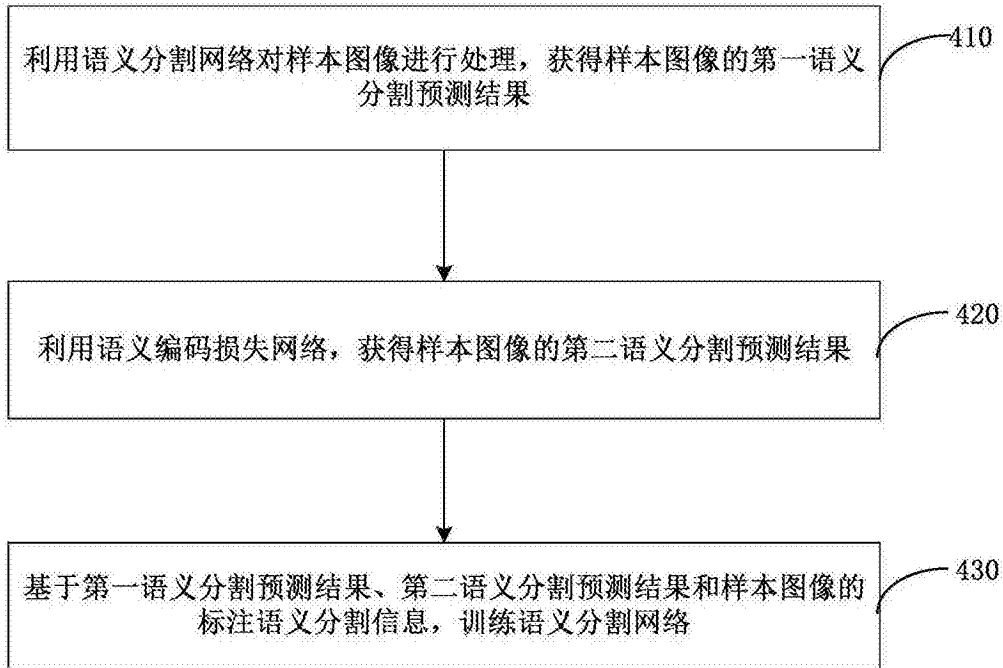 利用语义分割网络对样本图像进行处理，获得样本图像的第一语义
分割预测结果
410
利用语义编码损失网络，获得样本图像的第二语义分割预测结果
420
基于第一语义分割预测结果、第二语义分割预测结果和样本图像的
标注语义分割信息，训练语义分割网络
430